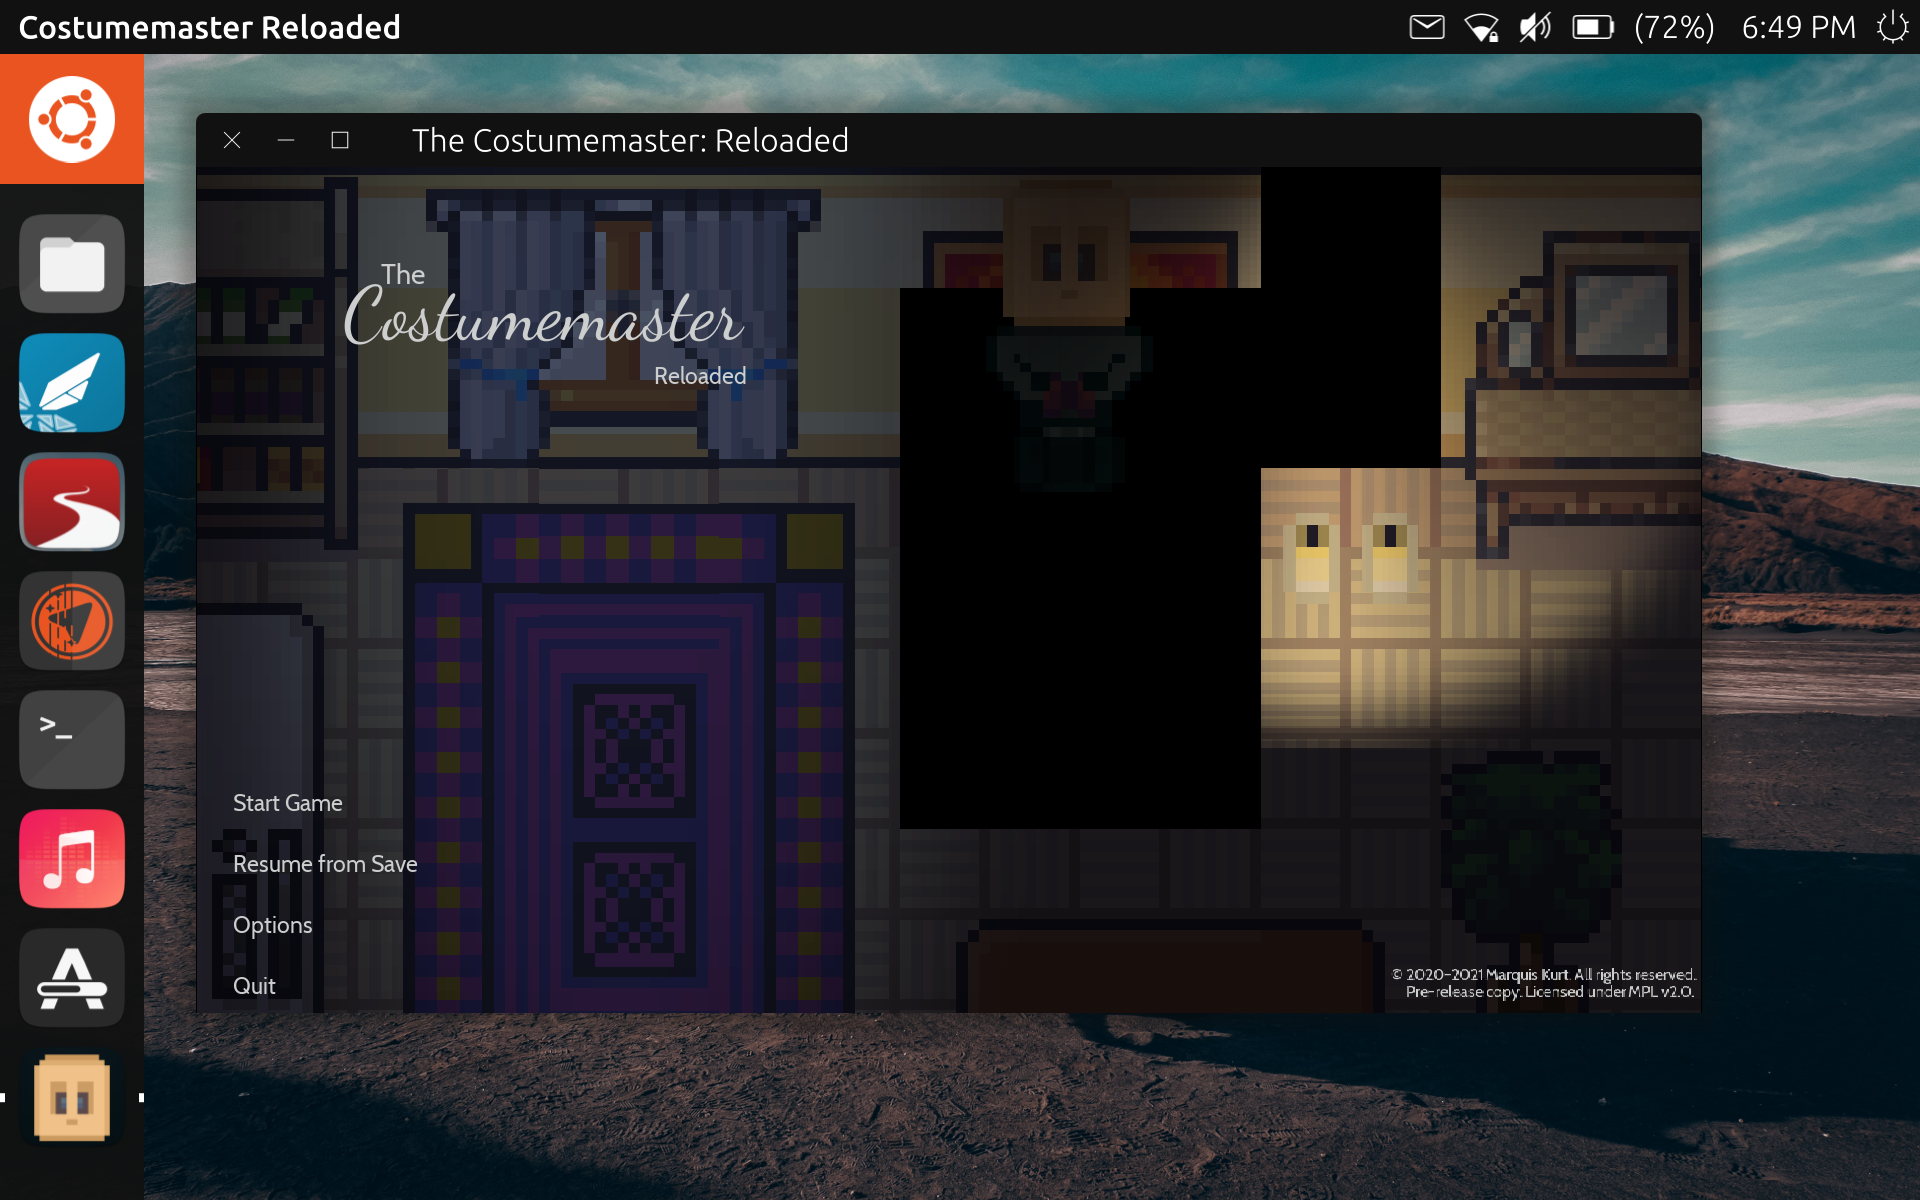 Costumemaster Reloaded
(72%) 6:49 PM
The Costumemaster: Reloaded
The
Costumemaster
Reloaded
>_
Start Game
Resume from Save
Options
Quit
© 2020-2021 Marquis Kurt. All rights reserved.
Pre-release copy. Licensed under MPL v2.0.